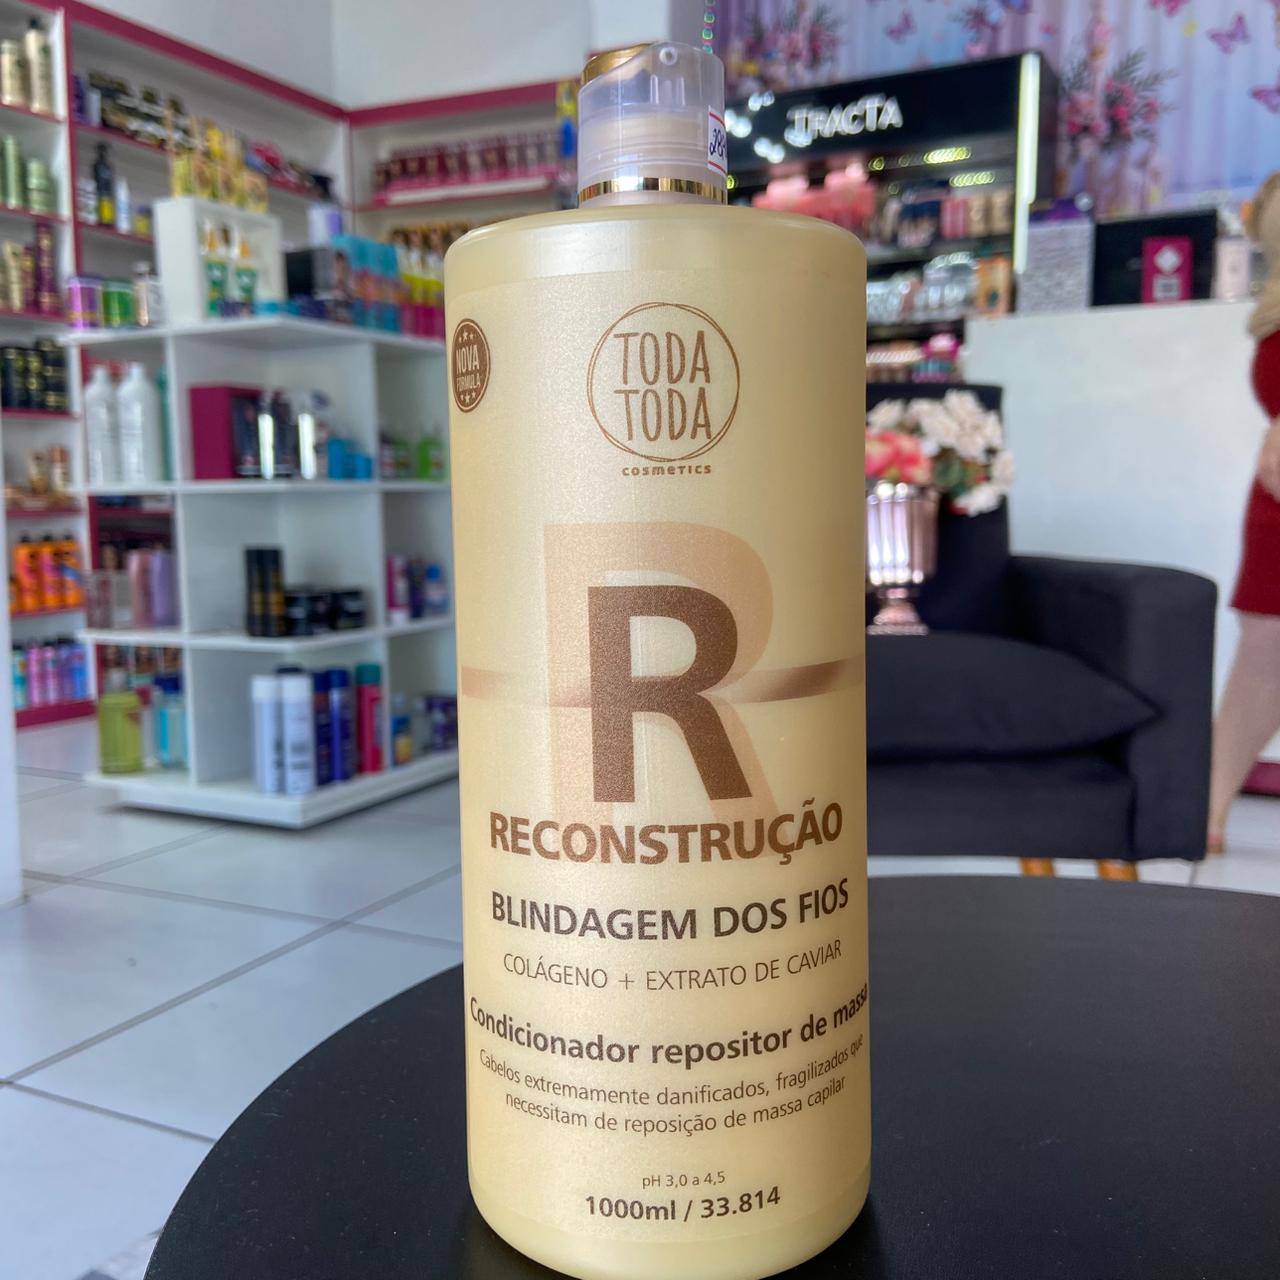 TRACTA
NOVA
FÓRMULA
TODA
TODA
cosmetics
R
RECONSTRUÇÃO
BLINDAGEM DOS FIOS
COLÁGENO + EXTRATO DE CAVIAR
Condicionador repositor de massa
Cabelos extremamente danificados, fragilizados que
necessitam de reposição de massa capilar
pH 3,0 a 4,5
1000ml / 33.814